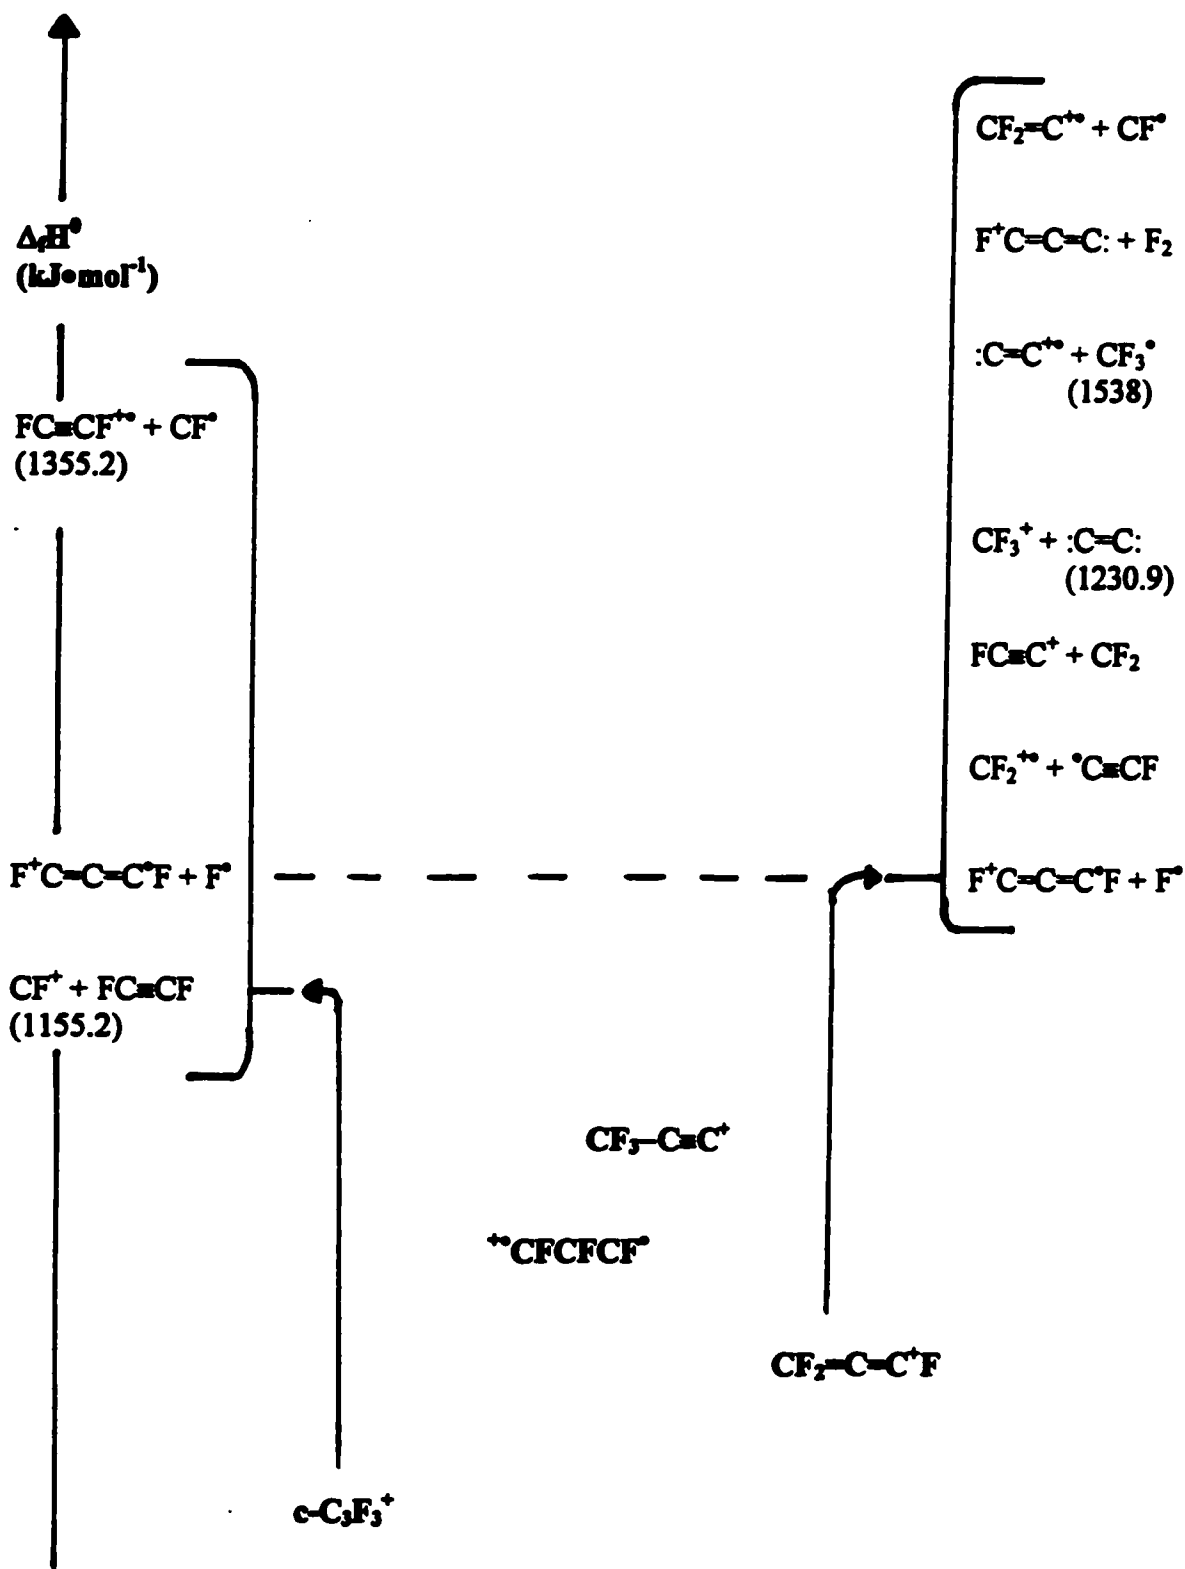 CF₂=C⁺• + CF•
ΔfH⁰
(kJ•mol⁻¹)
F⁺C=C=C: + F₂
:C=C⁺• + CF₃•
(1538)
FC≡CF⁺• + CF•
(1355.2)
CF₃⁺ + :C=C:
(1230.9)
FC≡C⁺ + CF₂
CF₂⁺• + •C≡CF
F⁺C=C=C•F + F•
F⁺C=C=C•F + F•
CF⁺ + FC≡CF
(1155.2)
CF₃–C≡C⁺
⁺•CFCFCF•
CF₂=C=C⁺F
c-C₃F₃⁺